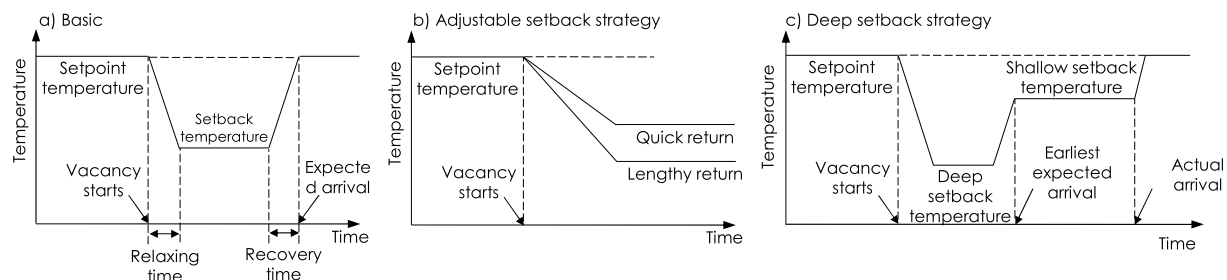 a) Basic
Temperature
Setpoint
temperature
Setback
temperature
Vacancy
starts
Expecte
d arrival
Time
Relaxing
time
Recovery
time
b) Adjustable setback strategy
Temperature
Setpoint
temperature
Quick return
Lengthy return
Vacancy
starts
Time
c) Deep setback strategy
Temperature
Setpoint
temperature
Shallow setback
temperature
Vacancy
starts
Deep
setback
temperature
Earliest
expected
arrival
Actual
arrival
Time